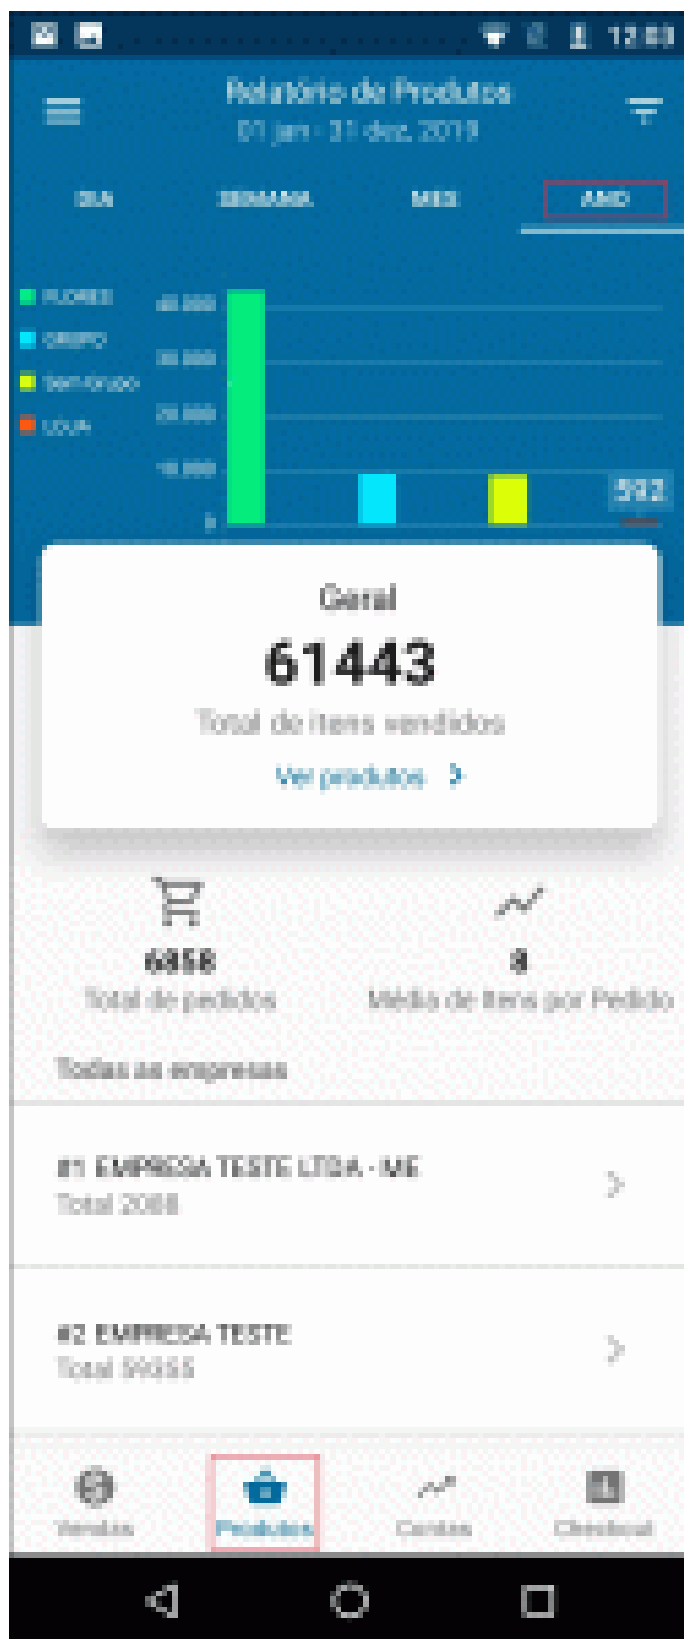 12:03
Relatório de Produtos
01 jan - 31 dez, 2019
DIA SEMANA MES ANO
FLORES
GRUPO
Sem Grupo
40.000
30.000
20.000
10.000
0
592
Geral
61443
Total de itens vendidos
Ver produtos
6858 8
Total de pedidos Média de Itens por Pedido
Todas as empresas
#1 EMPRESA TESTE LTDA - ME
Total 2088
#2 EMPRESA TESTE
Total 59355
Vendas Produtos Contas Checkout